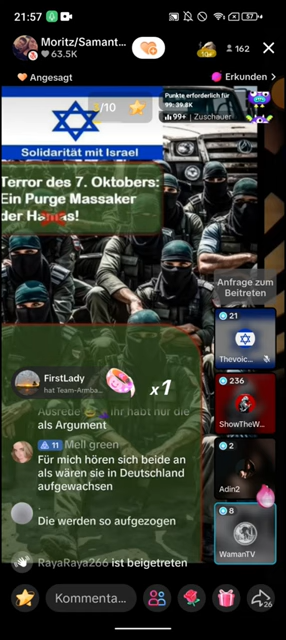 21:57
57
Moritz/Samant...
63.5K
162
Angesagt
Erkunden
/10
Punkte erforderlich für
99+
Zuschauer
Solidarität mit Israel
Terror des 7. Oktobers:
Ein Purge Massaker
der Hamas!
Anfrage zum
Beitreten
21
Thevoic...
236
ShowTheW...
2
Adin2
8
WamanTV
FirstLady
hat Team-Armba...
x1
Ausrede ihr habt nur die
als Argument
11 Mell green
Für mich hören sich beide an
als wären sie in Deutschland
aufgewachsen
Die werden so aufgezogen
RayaRaya266 ist beigetreten
Kommenta...
26